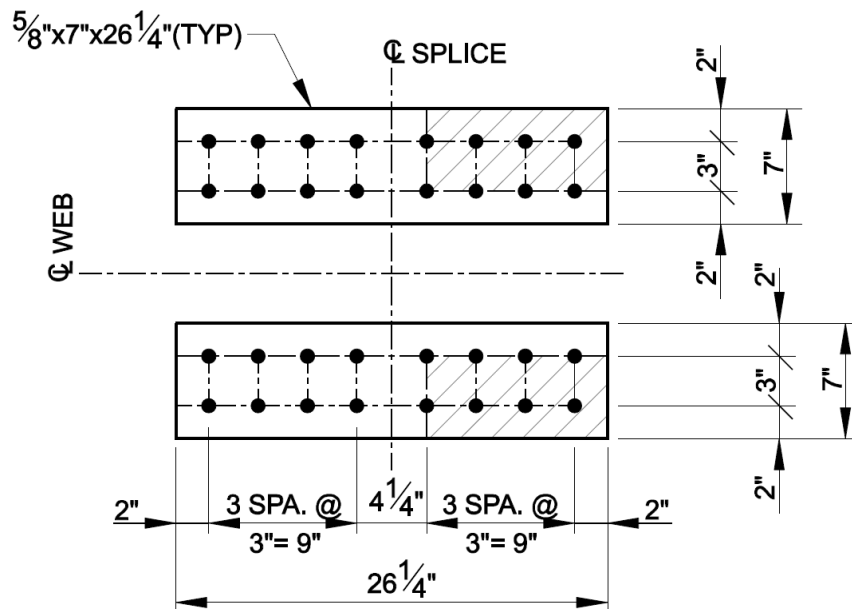 5/8"x7"x26 1/4"(TYP)
℄ SPLICE
2"
3"
7"
2"
℄ WEB
2"
3"
7"
2"
2"
3 SPA. @
3"= 9"
4 1/4"
3 SPA. @
3"= 9"
2"
26 1/4"